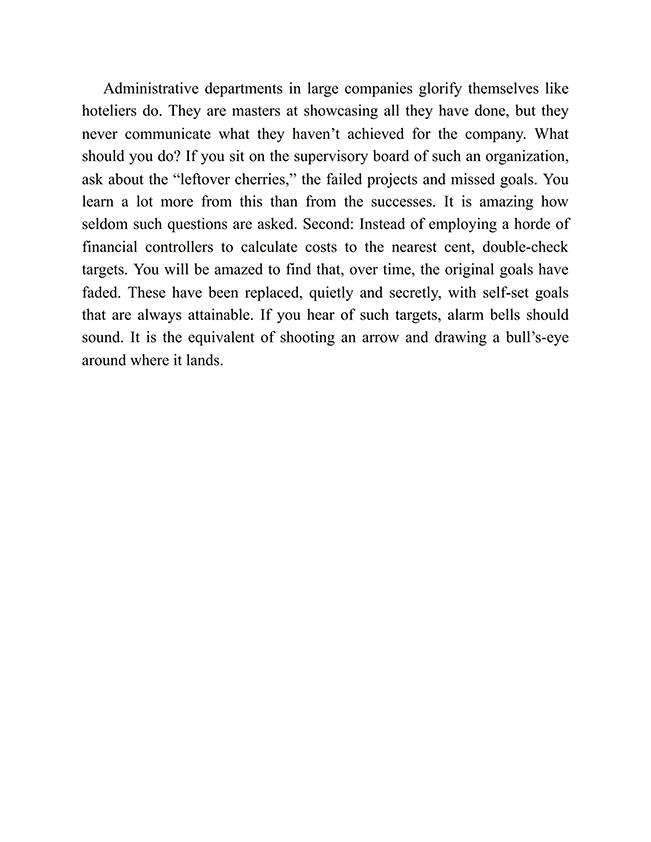 Administrative departments in large companies glorify themselves like
hoteliers do. They are masters at showcasing all they have done, but they
never communicate what they haven’t achieved for the company. What
should you do? If you sit on the supervisory board of such an organization,
ask about the “leftover cherries,” the failed projects and missed goals. You
learn a lot more from this than from the successes. It is amazing how
seldom such questions are asked. Second: Instead of employing a horde of
financial controllers to calculate costs to the nearest cent, double-check
targets. You will be amazed to find that, over time, the original goals have
faded. These have been replaced, quietly and secretly, with self-set goals
that are always attainable. If you hear of such targets, alarm bells should
sound. It is the equivalent of shooting an arrow and drawing a bull’s-eye
around where it lands.